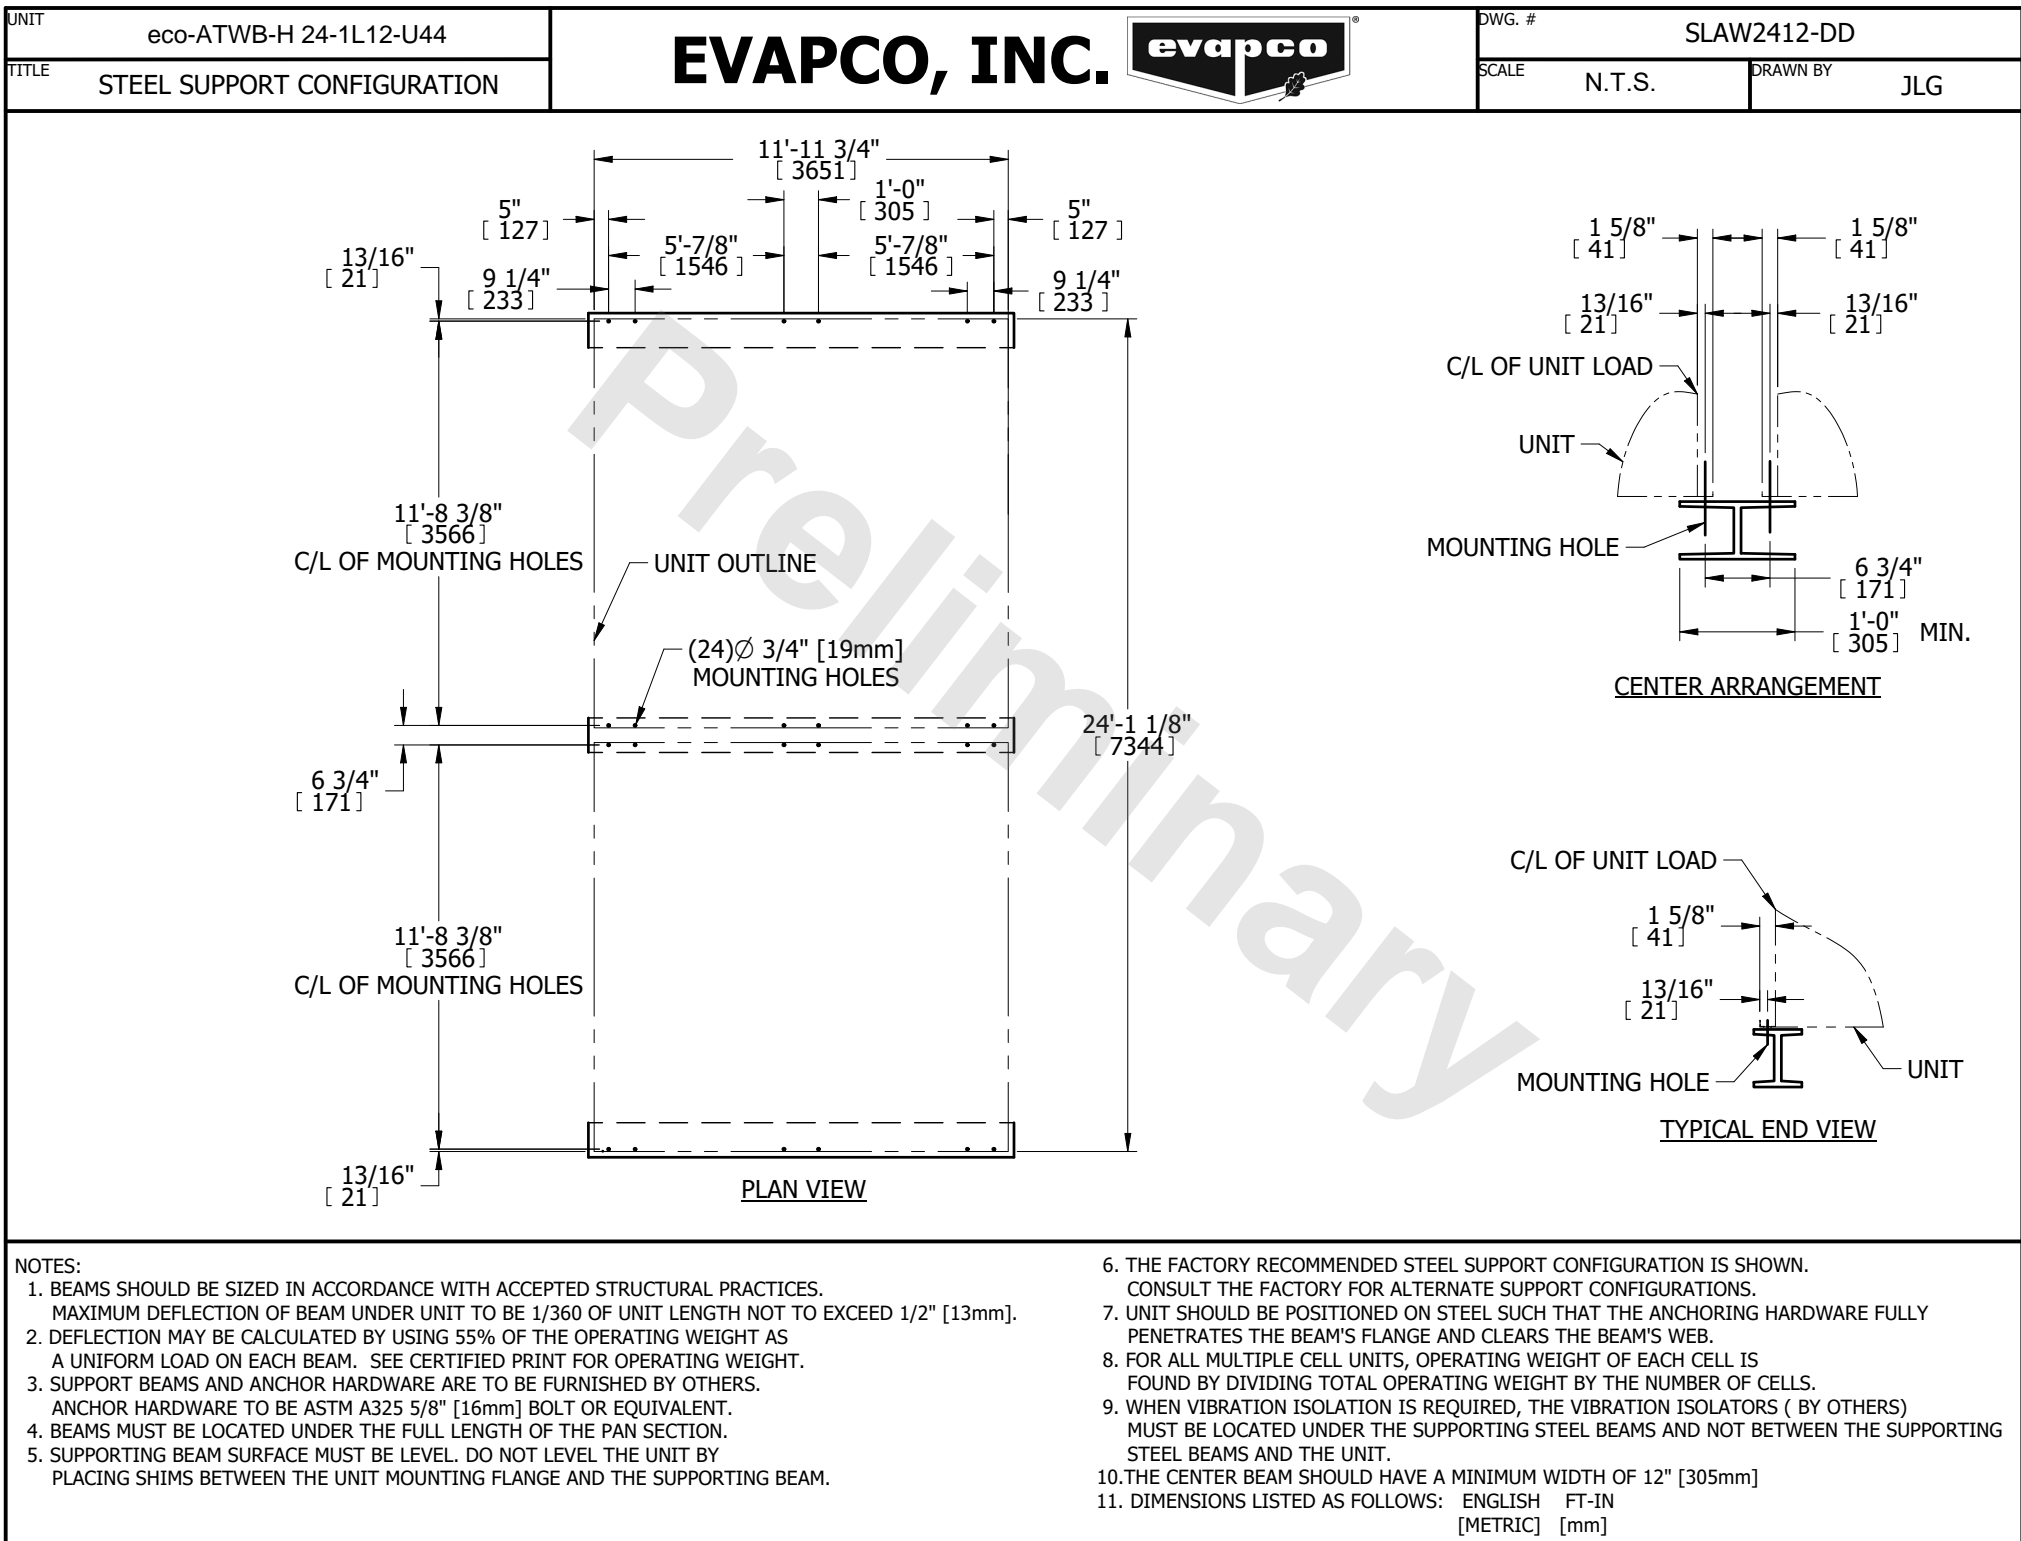 UNIT
eco-ATWB-H 24-1L12-U44
TITLE
STEEL SUPPORT CONFIGURATION
EVAPCO, INC.
evapco
®
DWG. #
SLAW2412-DD
SCALE
N.T.S.
DRAWN BY
JLG
11'-11 3/4"
[ 3651]
1'-0"
[ 305 ]
5"
[ 127]
5"
[ 127 ]
5'-7/8"
[ 1546 ]
5'-7/8"
[ 1546 ]
13/16"
[ 21]
9 1/4"
[ 233]
9 1/4"
[ 233 ]
11'-8 3/8"
[ 3566]
C/L OF MOUNTING HOLES
UNIT OUTLINE
(24)Ø 3/4" [19mm]
MOUNTING HOLES
6 3/4"
[ 171]
24'-1 1/8"
[ 7344]
11'-8 3/8"
[ 3566]
C/L OF MOUNTING HOLES
13/16"
[ 21]
PLAN VIEW
Preliminary
1 5/8"
[ 41]
1 5/8"
[ 41]
13/16"
[ 21]
13/16"
[ 21]
C/L OF UNIT LOAD
UNIT
MOUNTING HOLE
6 3/4"
[ 171]
1'-0"
[ 305] MIN.
CENTER ARRANGEMENT
C/L OF UNIT LOAD
1 5/8"
[ 41]
13/16"
[ 21]
MOUNTING HOLE
UNIT
TYPICAL END VIEW
NOTES:
1. BEAMS SHOULD BE SIZED IN ACCORDANCE WITH ACCEPTED STRUCTURAL PRACTICES.
MAXIMUM DEFLECTION OF BEAM UNDER UNIT TO BE 1/360 OF UNIT LENGTH NOT TO EXCEED 1/2" [13mm].
2. DEFLECTION MAY BE CALCULATED BY USING 55% OF THE OPERATING WEIGHT AS
A UNIFORM LOAD ON EACH BEAM. SEE CERTIFIED PRINT FOR OPERATING WEIGHT.
3. SUPPORT BEAMS AND ANCHOR HARDWARE ARE TO BE FURNISHED BY OTHERS.
ANCHOR HARDWARE TO BE ASTM A325 5/8" [16mm] BOLT OR EQUIVALENT.
4. BEAMS MUST BE LOCATED UNDER THE FULL LENGTH OF THE PAN SECTION.
5. SUPPORTING BEAM SURFACE MUST BE LEVEL. DO NOT LEVEL THE UNIT BY
PLACING SHIMS BETWEEN THE UNIT MOUNTING FLANGE AND THE SUPPORTING BEAM.
6. THE FACTORY RECOMMENDED STEEL SUPPORT CONFIGURATION IS SHOWN.
CONSULT THE FACTORY FOR ALTERNATE SUPPORT CONFIGURATIONS.
7. UNIT SHOULD BE POSITIONED ON STEEL SUCH THAT THE ANCHORING HARDWARE FULLY
PENETRATES THE BEAM'S FLANGE AND CLEARS THE BEAM'S WEB.
8. FOR ALL MULTIPLE CELL UNITS, OPERATING WEIGHT OF EACH CELL IS
FOUND BY DIVIDING TOTAL OPERATING WEIGHT BY THE NUMBER OF CELLS.
9. WHEN VIBRATION ISOLATION IS REQUIRED, THE VIBRATION ISOLATORS ( BY OTHERS)
MUST BE LOCATED UNDER THE SUPPORTING STEEL BEAMS AND NOT BETWEEN THE SUPPORTING
STEEL BEAMS AND THE UNIT.
10.THE CENTER BEAM SHOULD HAVE A MINIMUM WIDTH OF 12" [305mm]
11. DIMENSIONS LISTED AS FOLLOWS: ENGLISH FT-IN
[METRIC] [mm]